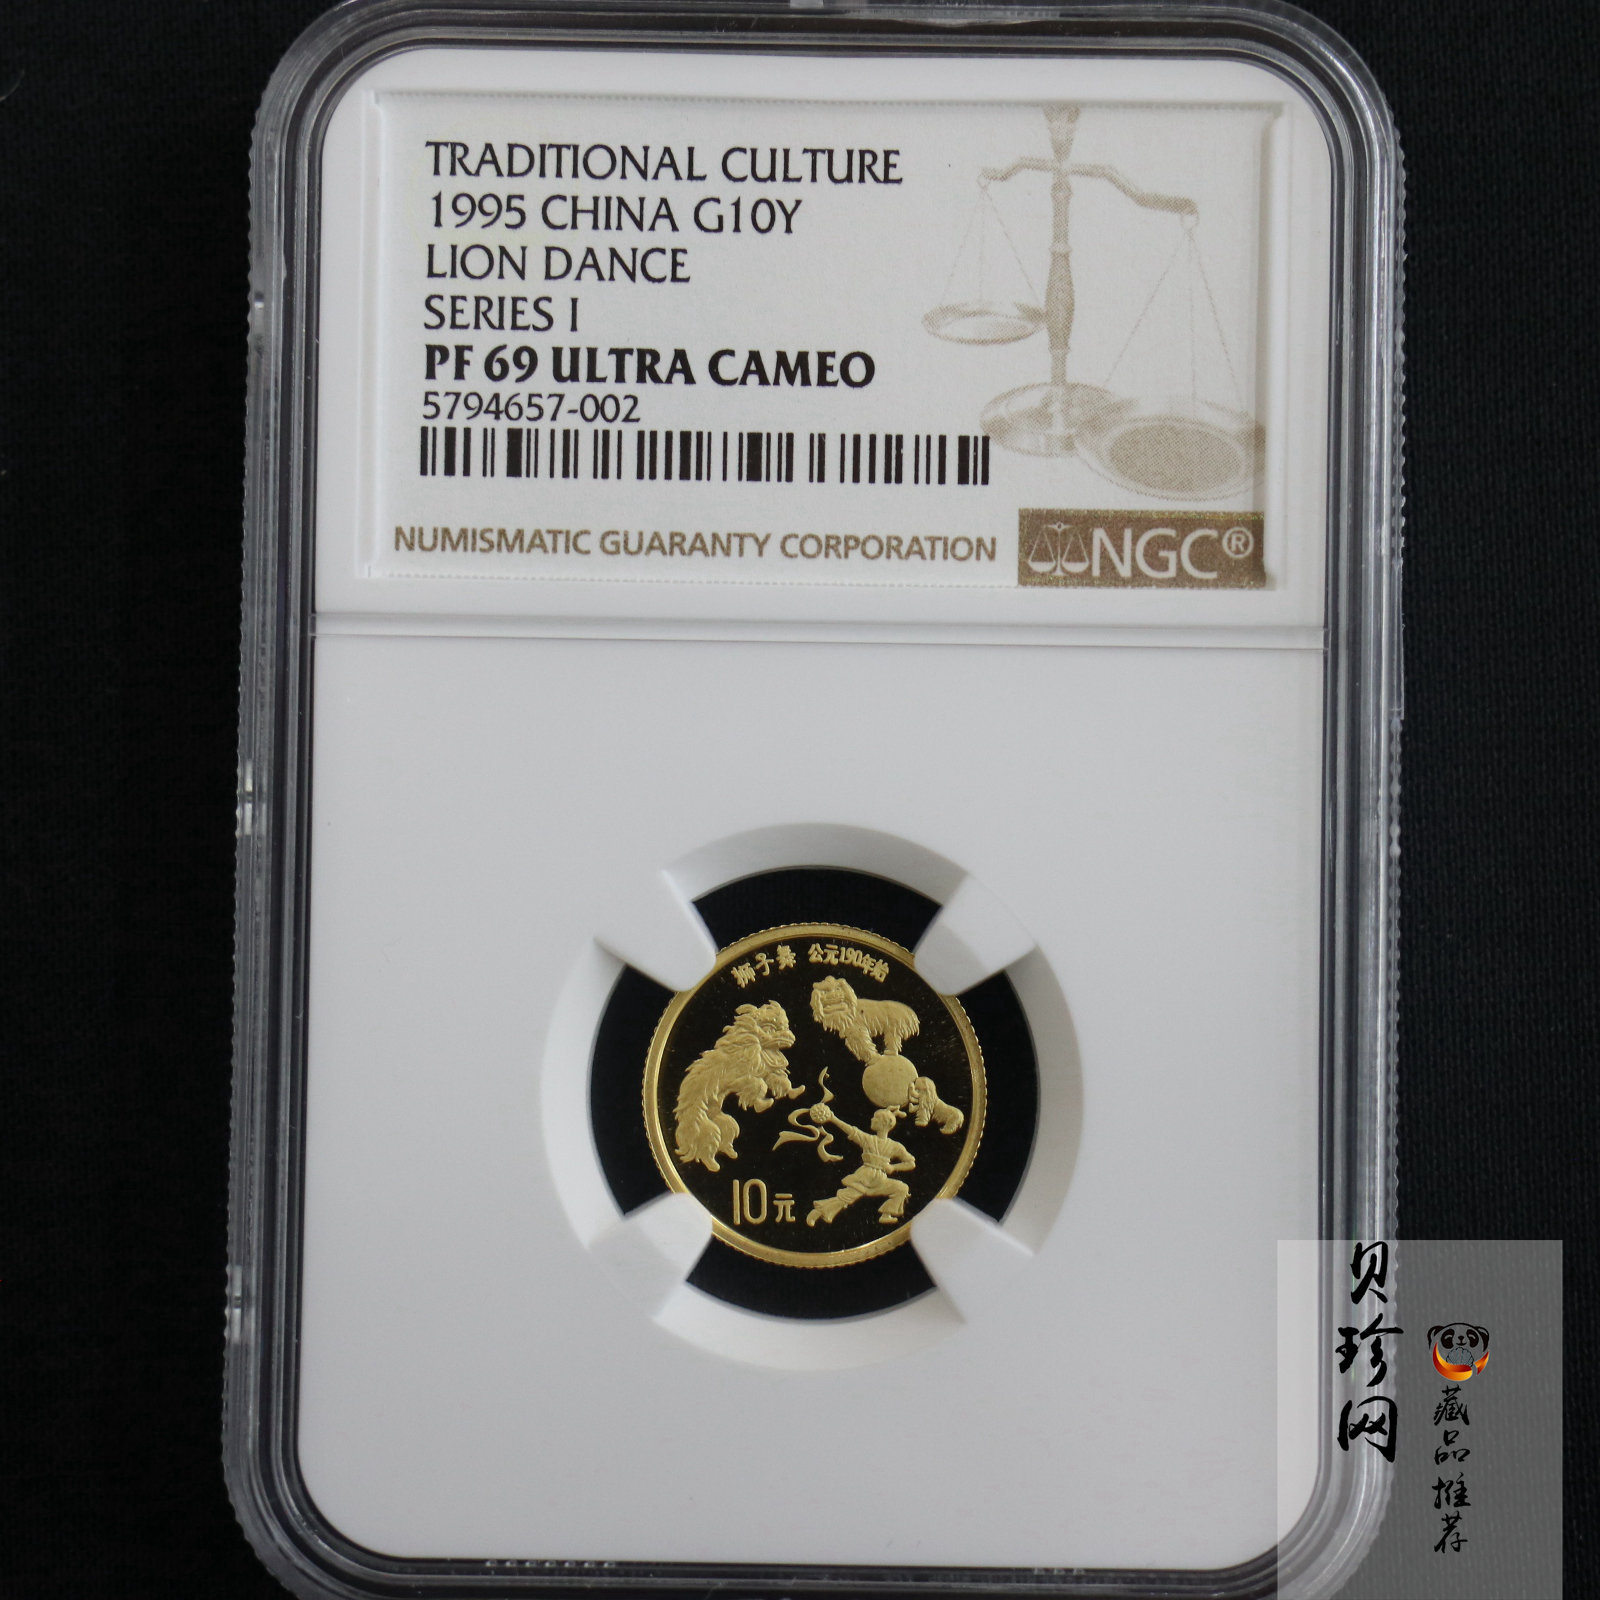 TRADITIONAL CULTURE
1995 CHINA G10Y
LION DANCE
SERIES I
PF 69 ULTRA CAMEO
5794657-002
NUMISMATIC GUARANTY CORPORATION
NGC®
狮子舞 公元190年始
10元
贝珍网
藏品推荐